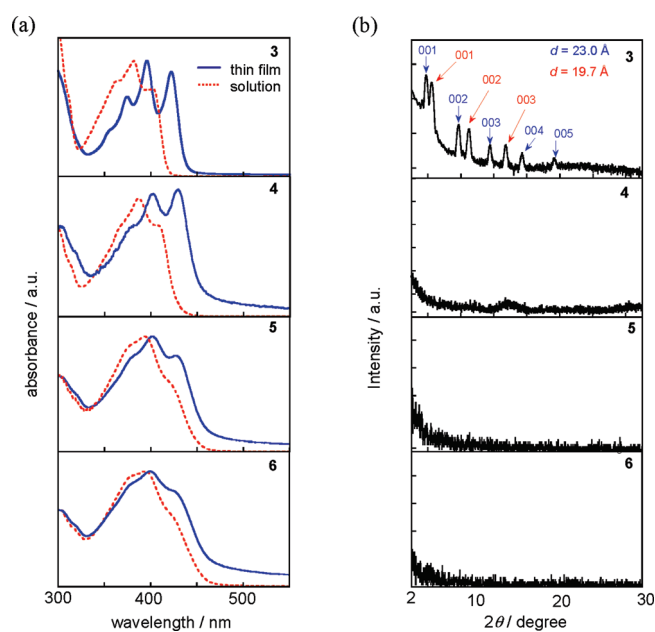 (a)
3
thin film
solution
4
5
6
300
400
500
wavelength / nm
absorbance / a.u.
(b)
3
d = 23.0 Å
d = 19.7 Å
001
001
002
002
003
003
004
005
4
5
6
2
10
20
30
2θ / degree
Intensity / a.u.